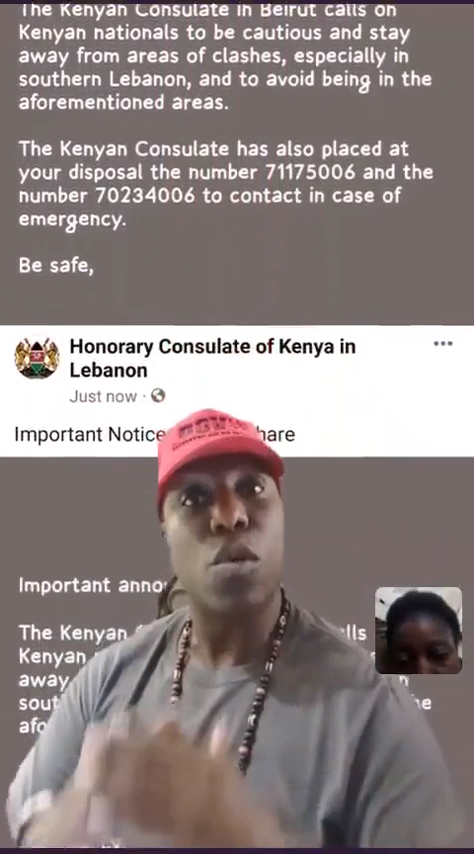 The Kenyan Consulate in Beirut calls on
Kenyan nationals to be cautious and stay
away from areas of clashes, especially in
southern Lebanon, and to avoid being in the
aforementioned areas.
The Kenyan Consulate has also placed at
your disposal the number 71175006 and the
number 70234006 to contact in case of
emergency.
Be safe,
Honorary Consulate of Kenya in
Lebanon
Just now
Important Notice hare
Important anno
The Kenyan lls
Kenyan
away n
sout he
afo